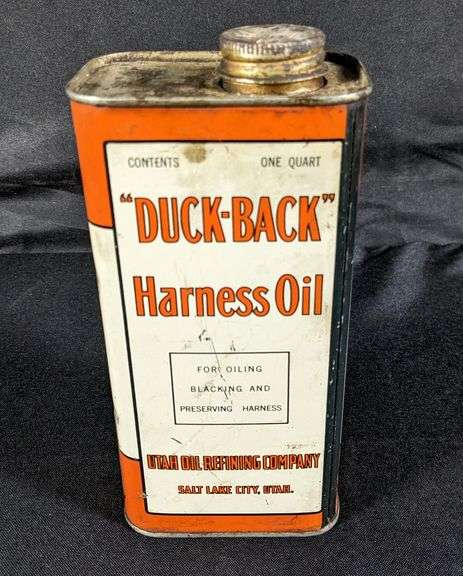 CONTENTS ONE QUART
"DUCK-BACK"
Harness Oil
FOR OILING
BLACKING AND
PRESERVING HARNESS
UTAH OIL REFINING COMPANY
SALT LAKE CITY, UTAH.